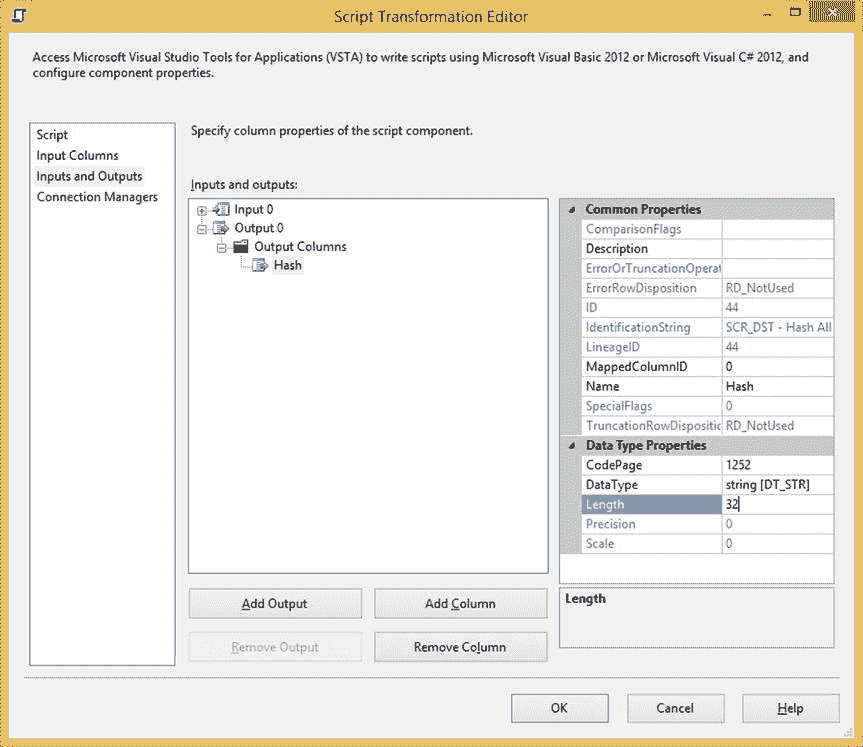 Script Transformation Editor
Access Microsoft Visual Studio Tools for Applications (VSTA) to write scripts using Microsoft Visual Basic 2012 or Microsoft Visual C# 2012, and
configure component properties.
Script
Input Columns
Inputs and Outputs
Connection Managers
Specify column properties of the script component.
Inputs and outputs:
Input 0
Output 0
Output Columns
Hash
Common Properties
ComparisonFlags
Description
ErrorOrTruncationOperat
ErrorRowDisposition RD_NotUsed
ID 44
IdentificationString SCR_DST - Hash All
LineageID 44
MappedColumnID 0
Name Hash
SpecialFlags 0
TruncationRowDispositic RD_NotUsed
Data Type Properties
CodePage 1252
DataType string [DT_STR]
Length 32
Precision 0
Scale 0
Length
Add Output
Add Column
Remove Output
Remove Column
OK
Cancel
Help